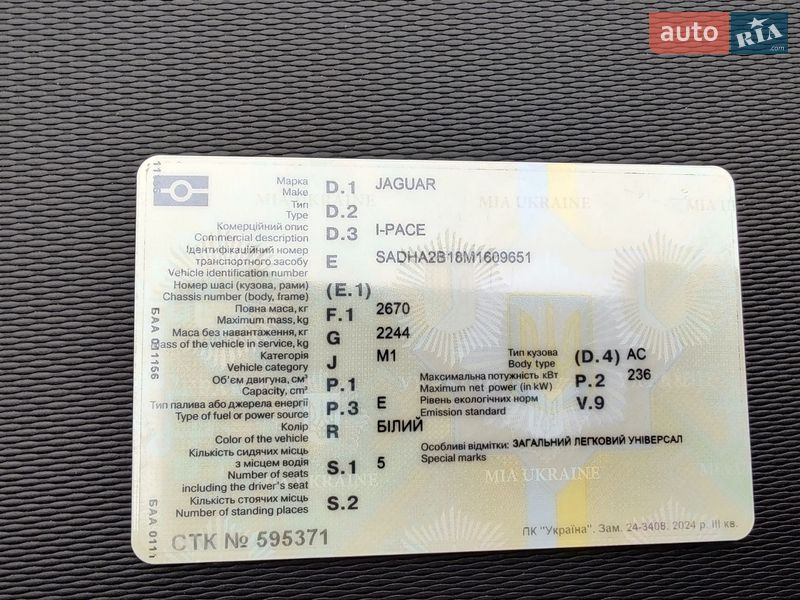 auto RIA .com
Марка
Make D.1 JAGUAR
Тип
Type D.2
Комерційний опис
Commercial description D.3 I-PACE
Ідентифікаційний номер
транспортного засобу E SADHA2B18M1609651
Vehicle identification number
Номер шасі (кузова, рами) (E.1)
Chassis number (body, frame)
Повна маса, кг F.1 2670
Maximum mass, kg
Маса без навантаження, кг G 2244
Mass of the vehicle in service, kg
Категорія J M1 Тип кузова (D.4) AC
Vehicle category Body type
Об'єм двигуна, см³ P.1 Максимальна потужність кВт P.2 236
Capacity, cm³ Maximum net power (in kW)
Тип палива або джерела енергії P.3 E Рівень екологічних норм V.9
Type of fuel or power source Emission standard
Колір R БІЛИЙ
Color of the vehicle Особливі відмітки: ЗАГАЛЬНИЙ ЛЕГКОВИЙ УНІВЕРСАЛ
Кількість сидячих місць Special marks
з місцем водія S.1 5
Number of seats
including the driver's seat
Кількість стоячих місць S.2
Number of standing places
СТК № 595371
ПК "Україна". Зам. 24-3408. 2024 р. III кв.
MIA UKRAINE
MIA UKRAINE
MIA UKRAINE